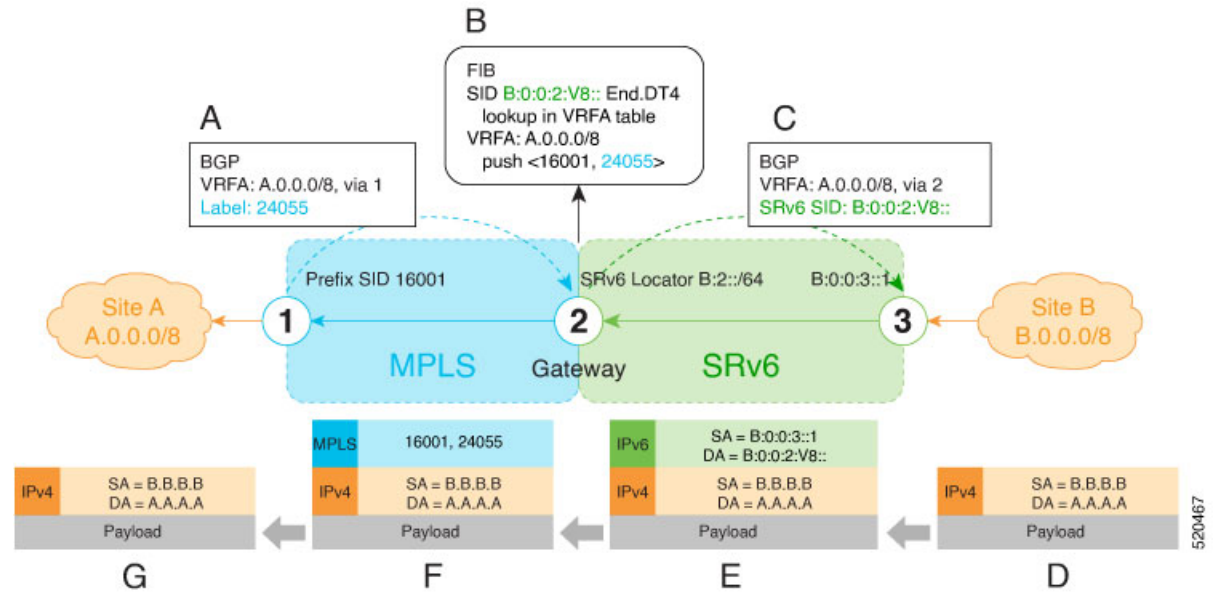 B
FIB
SID B:0:0:2:V8:: End.DT4
lookup in VRFA table
VRFA: A.0.0.0/8
push <16001, 24055>
A
BGP
VRFA: A.0.0.0/8, via 1
Label: 24055
C
BGP
VRFA: A.0.0.0/8, via 2
SRv6 SID: B:0:0:2:V8::
Prefix SID 16001
SRv6 Locator B:2::/64
B:0:0:3::1
Site A
A.0.0.0/8
1
2
3
Site B
B.0.0.0/8
MPLS
Gateway
SRv6
IPv4
SA = B.B.B.B
DA = A.A.A.A
Payload
G
MPLS
16001, 24055
IPv4
SA = B.B.B.B
DA = A.A.A.A
Payload
F
IPv6
SA = B:0:0:3::1
DA = B:0:0:2:V8::
IPv4
SA = B.B.B.B
DA = A.A.A.A
Payload
E
IPv4
SA = B.B.B.B
DA = A.A.A.A
Payload
D
520467